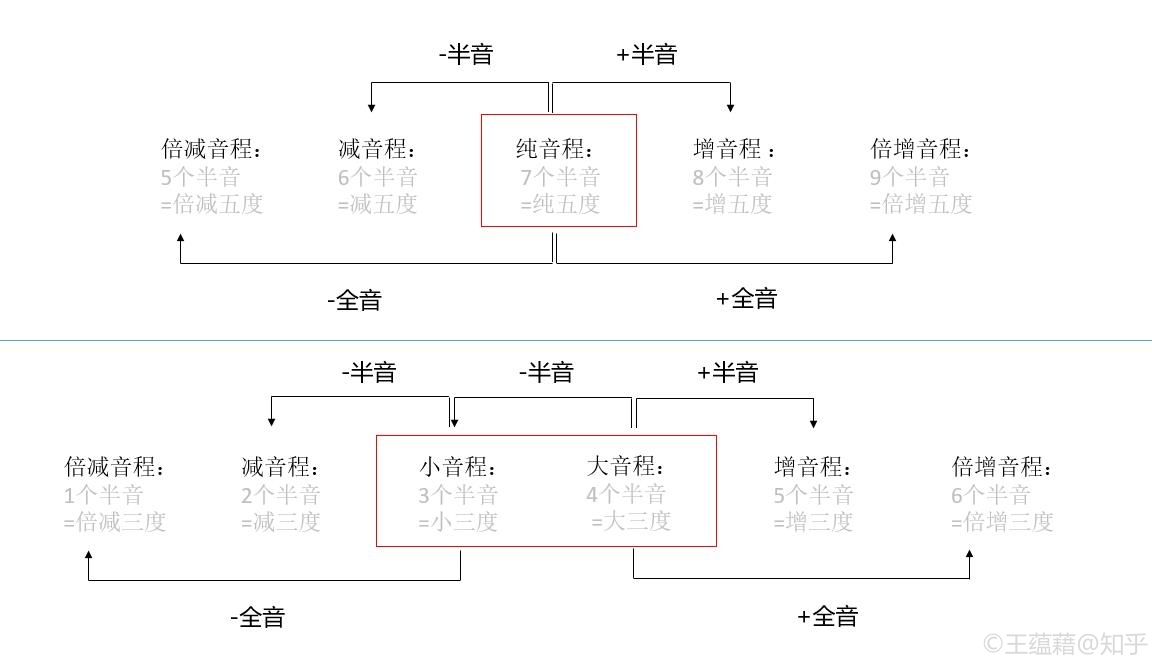 -半音 +半音
倍减音程： 减音程： 纯音程： 增音程： 倍增音程：
5个半音 6个半音 7个半音 8个半音 9个半音
=倍减五度 =减五度 =纯五度 =增五度 =倍增五度
-全音 +全音
-半音 -半音 +半音
倍减音程： 减音程： 小音程： 大音程： 增音程： 倍增音程：
1个半音 2个半音 3个半音 4个半音 5个半音 6个半音
=倍减三度 =减三度 =小三度 =大三度 =增三度 =倍增三度
-全音 +全音
©王蕴藉@知乎